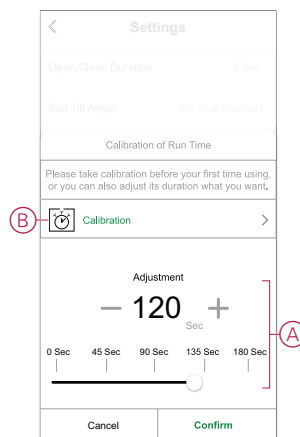 Settings
Open/Close Duration 6 Sec
Slat Tilt Angle 90° Slat Rotation
Calibration of Run Time
Please take calibration before your first time using,
or you can also adjust its duration what you want.
B
Calibration
Adjustment
120
Sec
A
0 Sec 45 Sec 90 Sec 135 Sec 180 Sec
Cancel Confirm